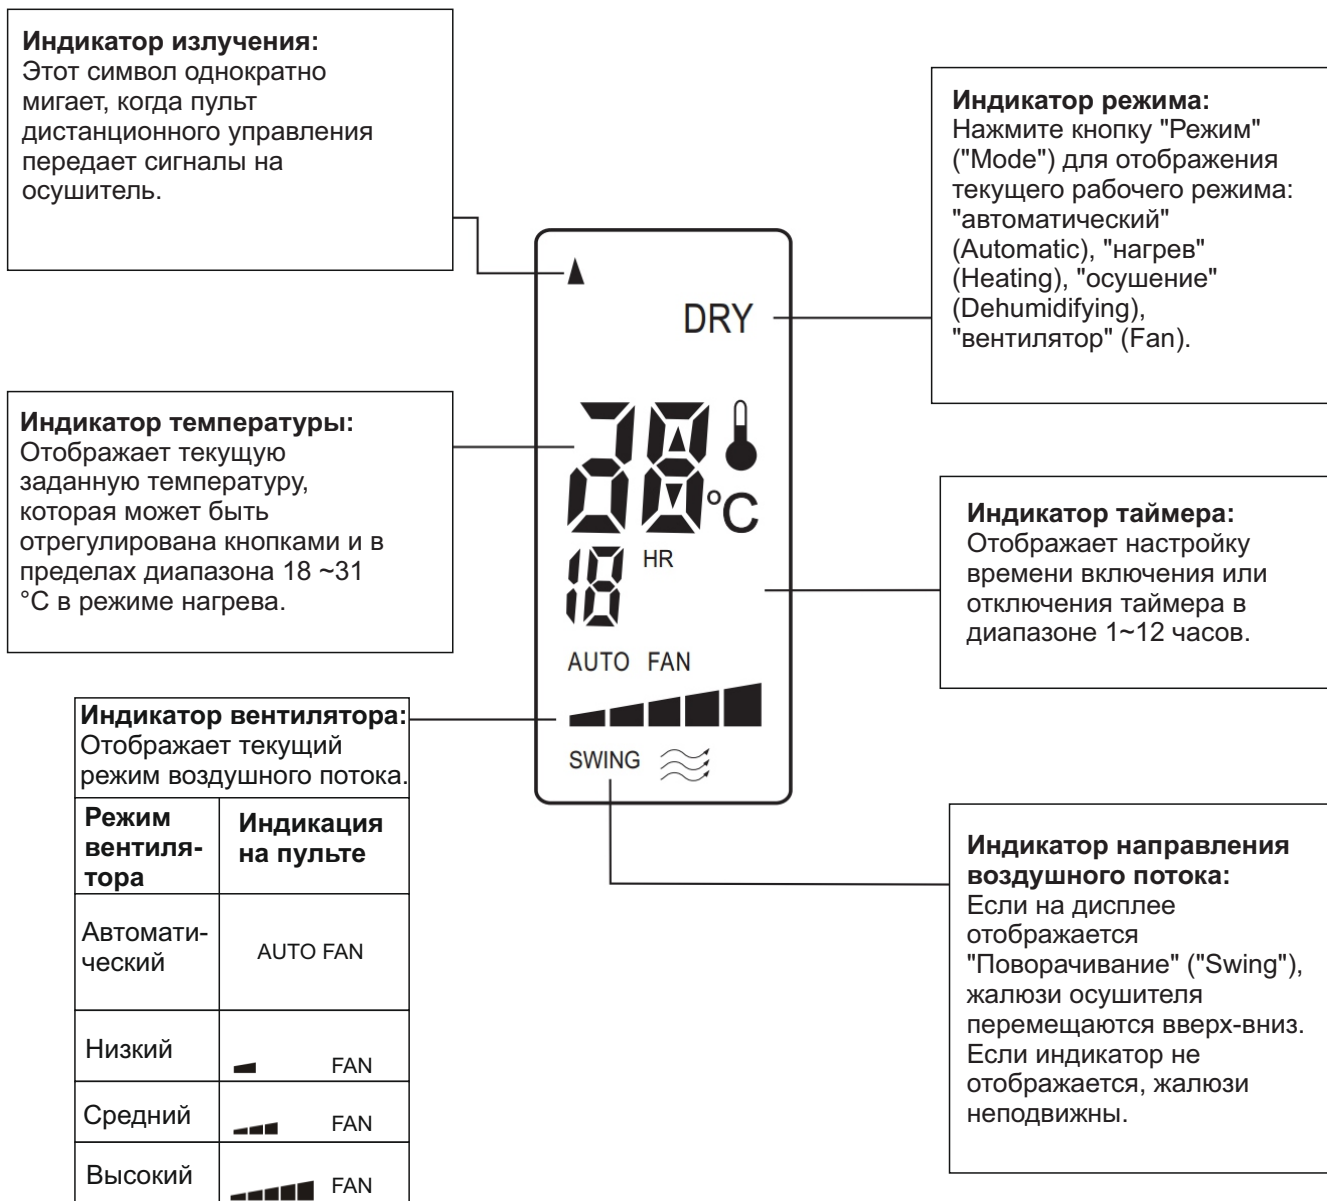 Индикатор излучения:
Этот символ однократно
мигает, когда пульт
дистанционного управления
передает сигналы на
осушитель.
Индикатор режима:
Нажмите кнопку "Режим"
("Mode") для отображения
текущего рабочего режима:
"автоматический"
(Automatic), "нагрев"
(Heating), "осушение"
(Dehumidifying),
"вентилятор" (Fan).
Индикатор температуры:
Отображает текущую
заданную температуру,
которая может быть
отрегулирована кнопками и в
пределах диапазона 18 ~31
°C в режиме нагрева.
DRY
28
°C
18 HR
AUTO FAN
SWING
Индикатор таймера:
Отображает настройку
времени включения или
отключения таймера в
диапазоне 1~12 часов.
Индикатор вентилятора:
Отображает текущий
режим воздушного потока.
Режим
вентиля-
тора
Индикация
на пульте
Автомати-
ческий
AUTO FAN
Низкий FAN
Средний FAN
Высокий FAN
Индикатор направления
воздушного потока:
Если на дисплее
отображается
"Поворачивание" ("Swing"),
жалюзи осушителя
перемещаются вверх-вниз.
Если индикатор не
отображается, жалюзи
неподвижны.